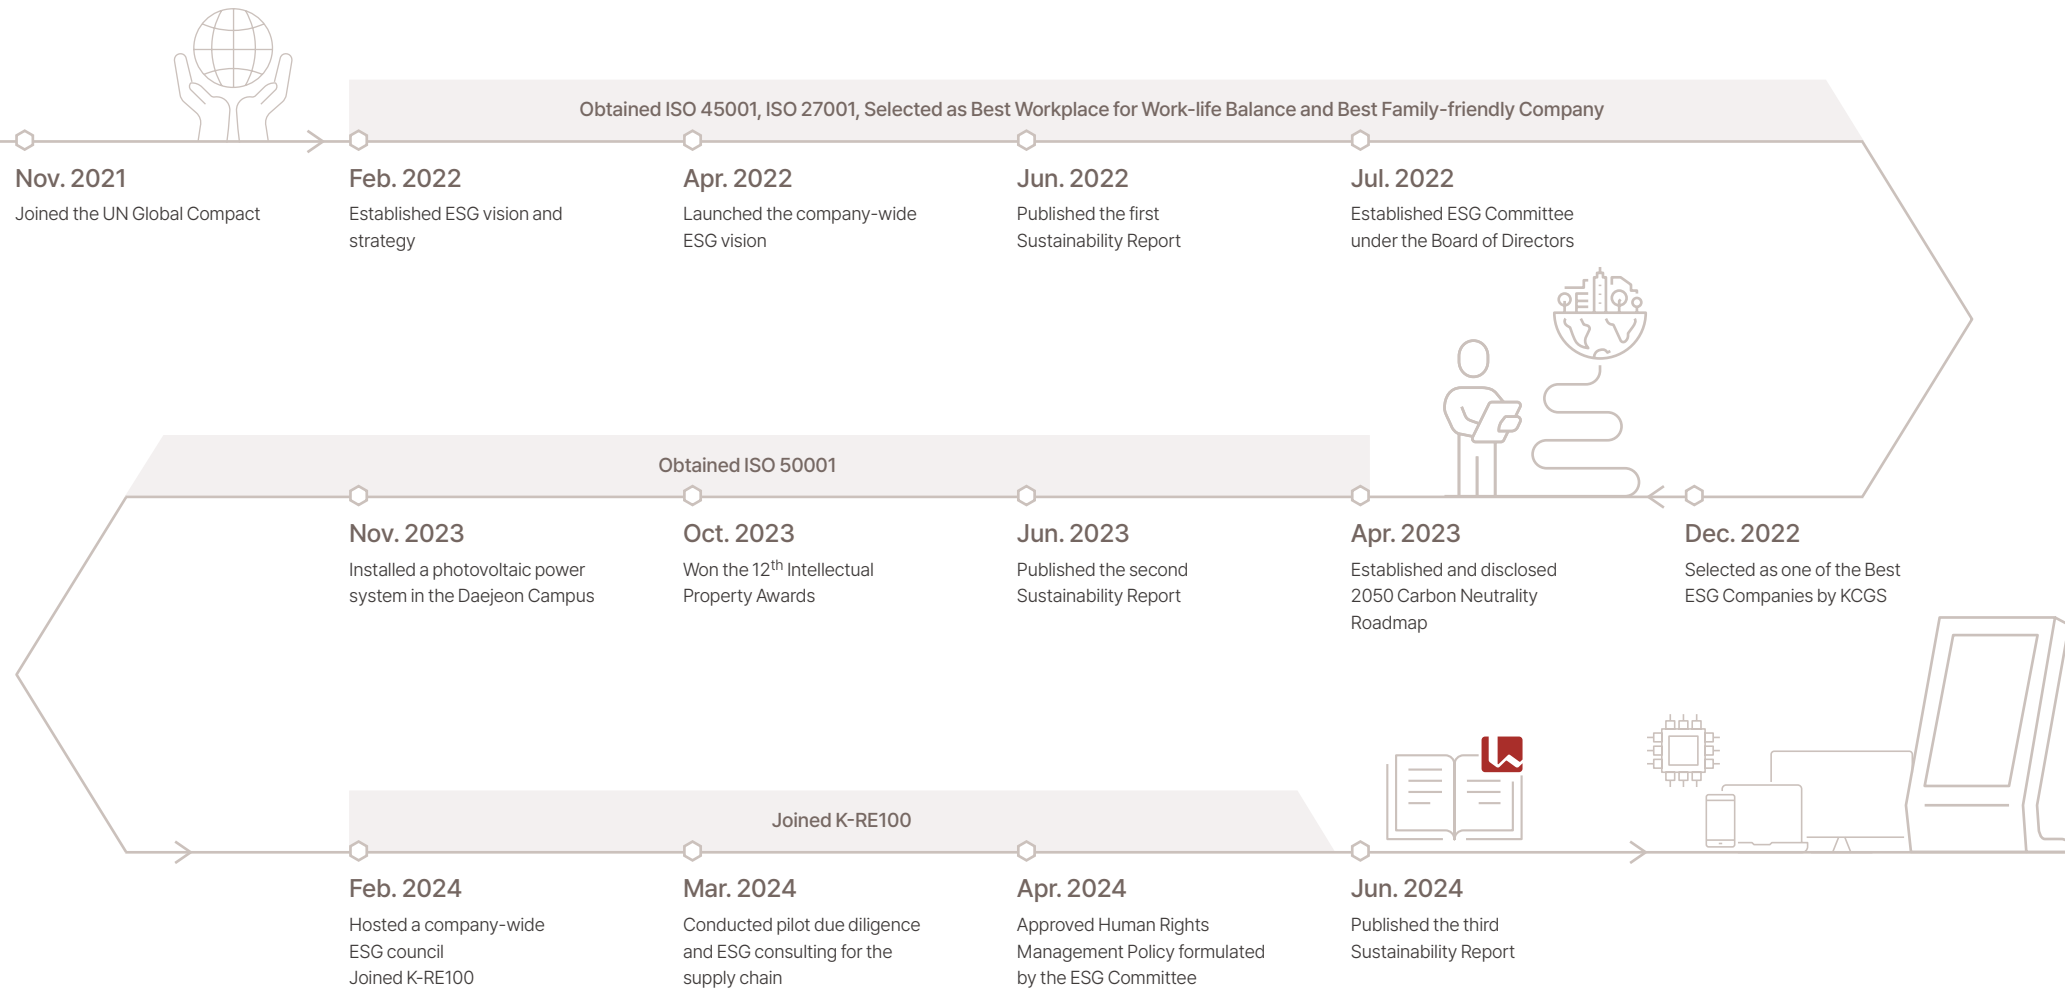 Obtained ISO 45001, ISO 27001, Selected as Best Workplace for Work-life Balance and Best Family-friendly Company
Nov. 2021
Joined the UN Global Compact
Feb. 2022
Established ESG vision and
strategy
Apr. 2022
Launched the company-wide
ESG vision
Jun. 2022
Published the first
Sustainability Report
Jul. 2022
Established ESG Committee
under the Board of Directors
Obtained ISO 50001
Nov. 2023
Installed a photovoltaic power
system in the Daejeon Campus
Oct. 2023
Won the 12th Intellectual
Property Awards
Jun. 2023
Published the second
Sustainability Report
Apr. 2023
Established and disclosed
2050 Carbon Neutrality
Roadmap
Dec. 2022
Selected as one of the Best
ESG Companies by KCGS
Joined K-RE100
Feb. 2024
Hosted a company-wide
ESG council
Joined K-RE100
Mar. 2024
Conducted pilot due diligence
and ESG consulting for the
supply chain
Apr. 2024
Approved Human Rights
Management Policy formulated
by the ESG Committee
Jun. 2024
Published the third
Sustainability Report